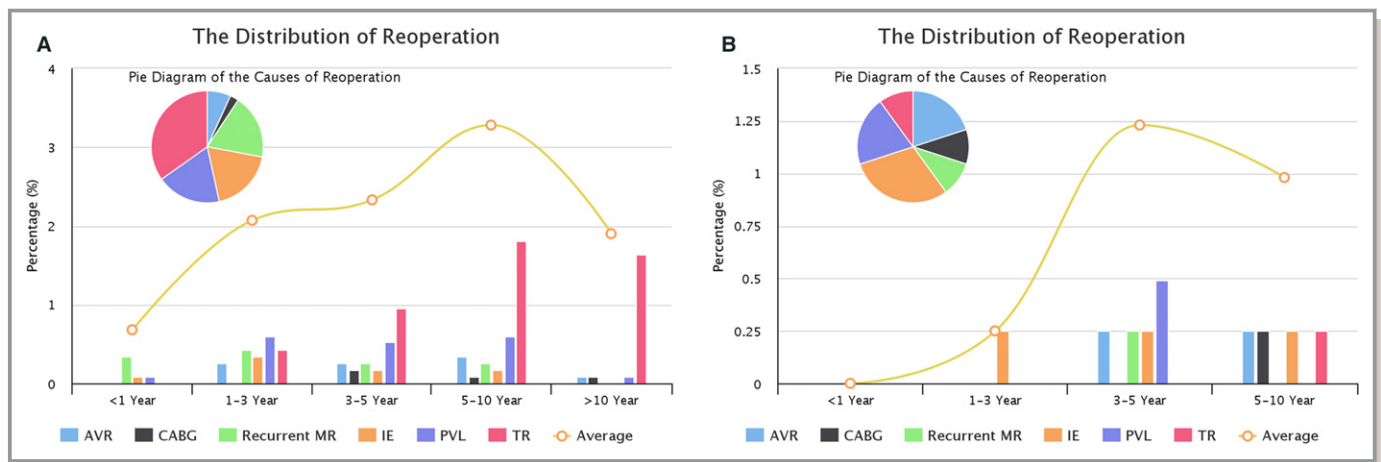 A
The Distribution of Reoperation
Pie Diagram of the Causes of Reoperation
Percentage (%)
4
3
2
1
0
<1 Year
1–3 Year
3–5 Year
5–10 Year
>10 Year
AVR
CABG
Recurrent MR
IE
PVL
TR
Average
B
The Distribution of Reoperation
Pie Diagram of the Causes of Reoperation
Percentage (%)
1.5
1.25
1
0.75
0.5
0.25
0
<1 Year
1–3 Year
3–5 Year
5–10 Year
AVR
CABG
Recurrent MR
IE
PVL
TR
Average